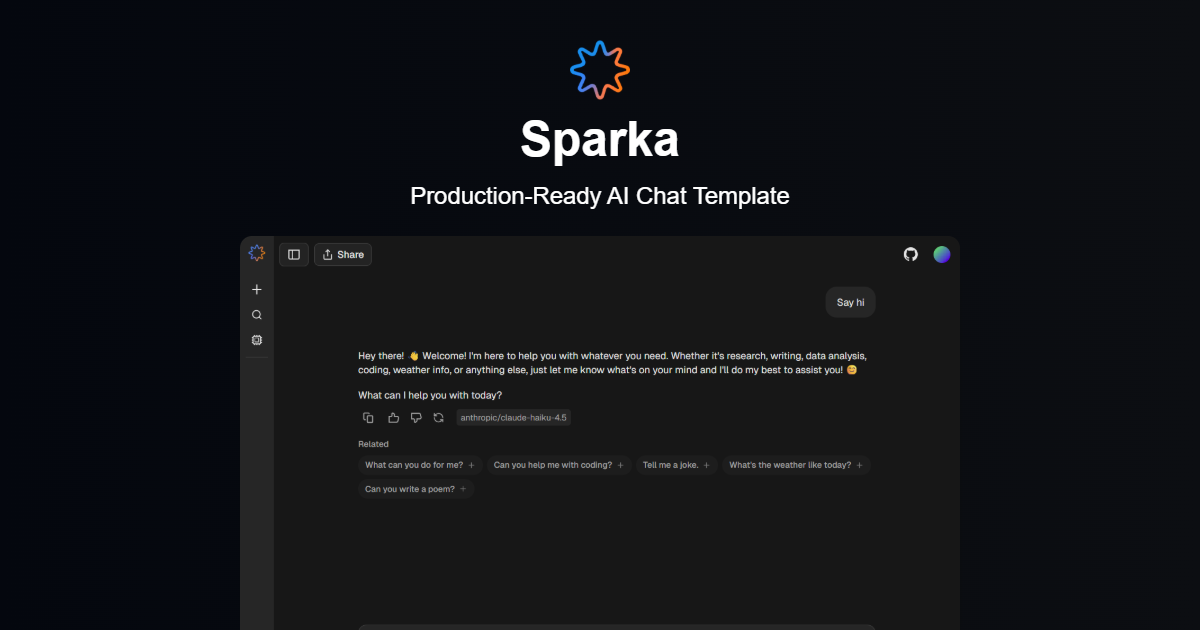 Sparka
Production-Ready AI Chat Template
Share
Say hi
Hey there! 👋 Welcome! I'm here to help you with whatever you need. Whether it's research, writing, data analysis,
coding, weather info, or anything else, just let me know what's on your mind and I'll do my best to assist you! 😊
What can I help you with today?
anthropic/claude-haiku-4.5
Related
What can you do for me? + Can you help me with coding? + Tell me a joke. + What's the weather like today? +
Can you write a poem? +